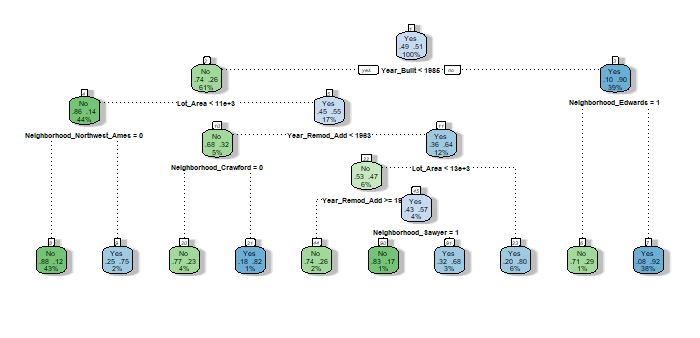 Yes
.49 .51
100%
yes Year_Built < 1985 no
No
.74 .26
61%
Yes
.10 .90
39%
Lot_Area < 11e+3
Neighborhood_Edwards = 1
No
.86 .14
44%
Yes
.45 .55
17%
Neighborhood_Northwest_Ames = 0
Year_Remod_Add < 1983
No
.68 .32
5%
Yes
.36 .64
12%
Neighborhood_Crawford = 0
Lot_Area < 13e+3
No
.53 .47
6%
Year_Remod_Add >= 19
Yes
.43 .57
4%
Neighborhood_Sawyer = 1
No
.88 .12
43%
Yes
.25 .75
2%
No
.77 .23
4%
Yes
.18 .82
1%
No
.74 .26
2%
No
.83 .17
1%
Yes
.32 .68
3%
Yes
.20 .80
6%
No
.71 .29
1%
Yes
.08 .92
38%